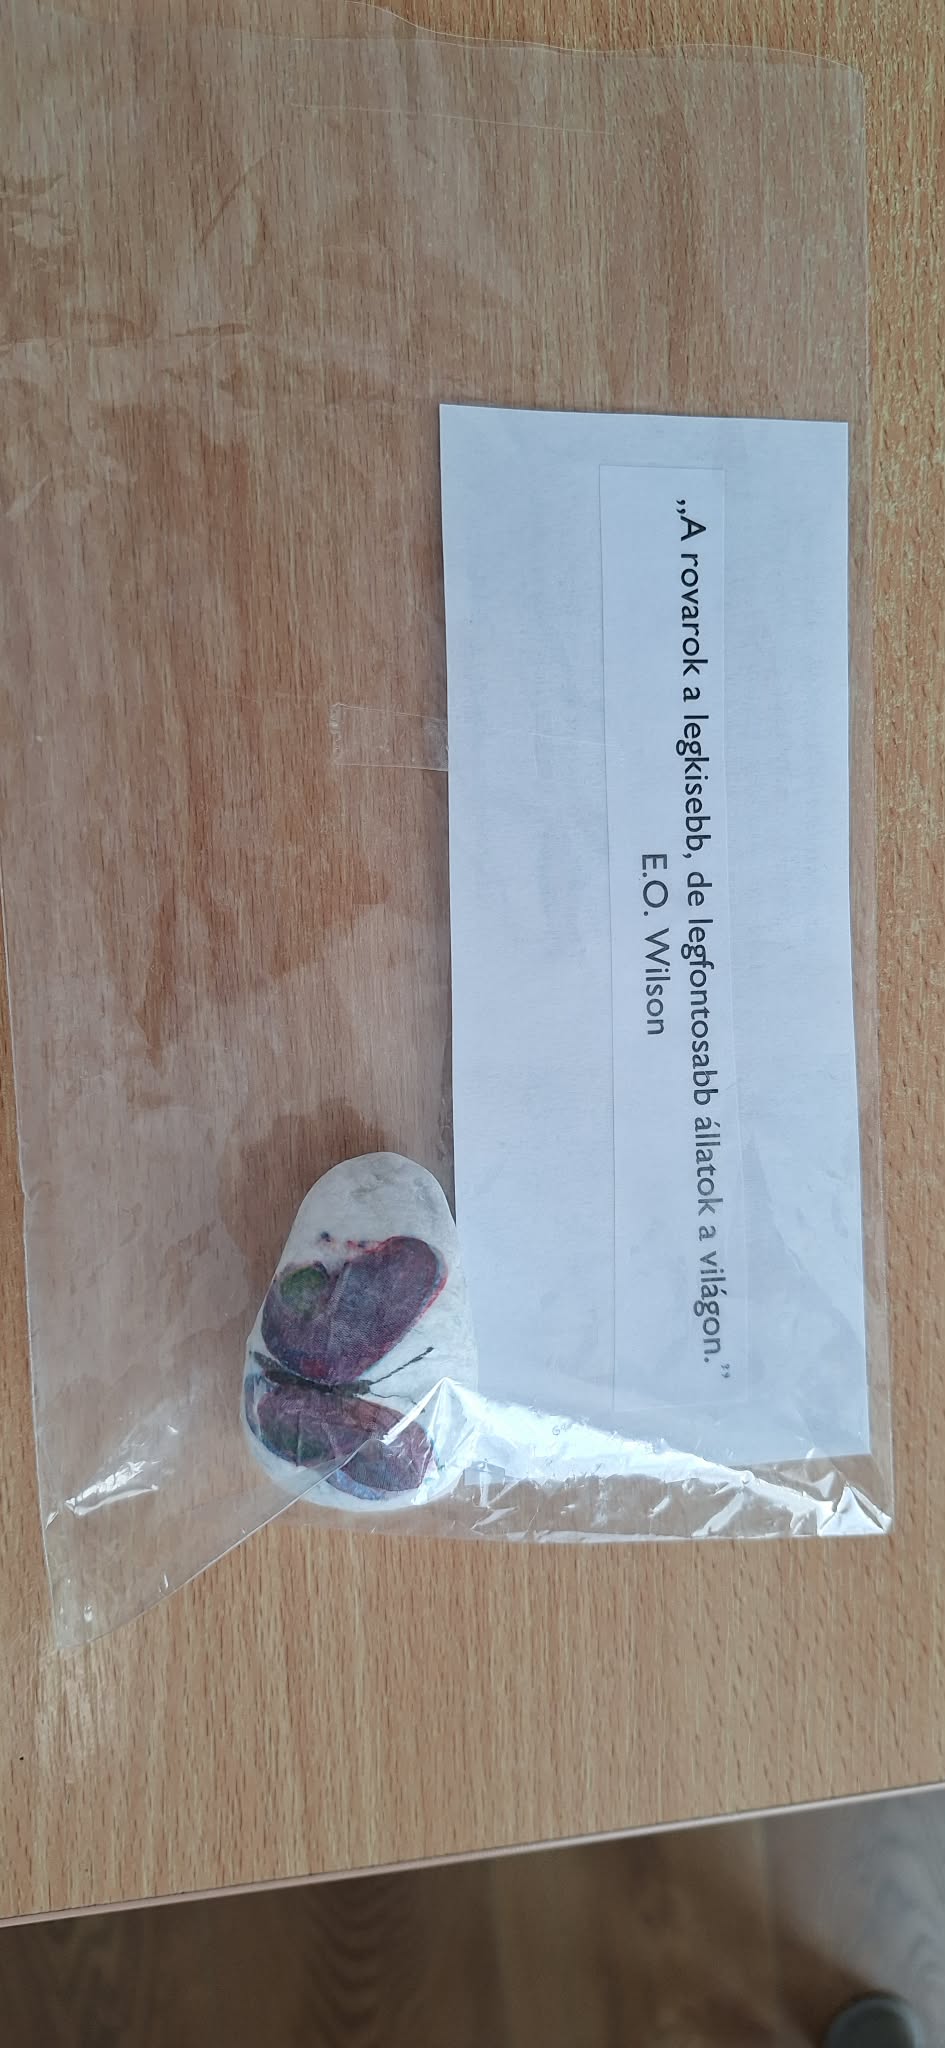 „A rovarok a legkisebb, de legfontosabb állatok a világon.”
E.O. Wilson